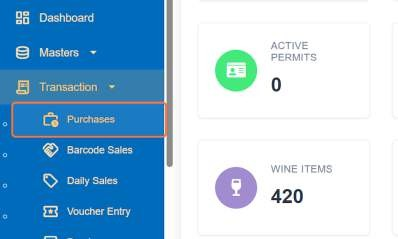 Dashboard
Masters
Transaction
Purchases
Barcode Sales
Daily Sales
Voucher Entry
ACTIVE
PERMITS
0
WINE ITEMS
420